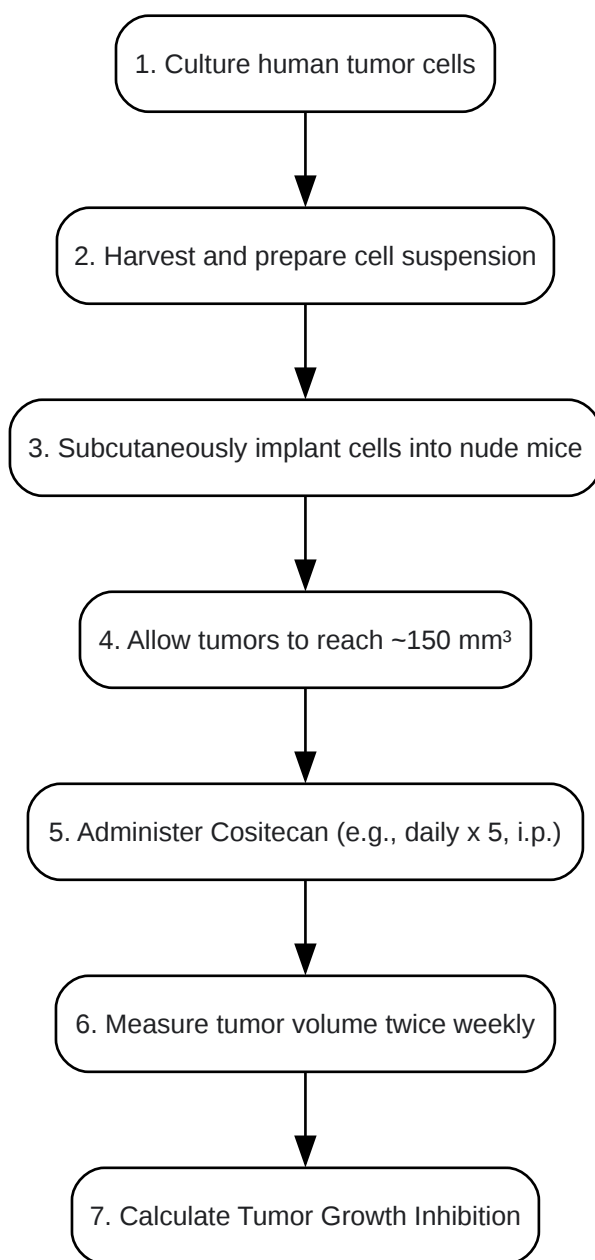 1. Culture human tumor cells
2. Harvest and prepare cell suspension
3. Subcutaneously implant cells into nude mice
4. Allow tumors to reach ~150 mm³
5. Administer Cositecan (e.g., daily x 5, i.p.)
6. Measure tumor volume twice weekly
7. Calculate Tumor Growth Inhibition